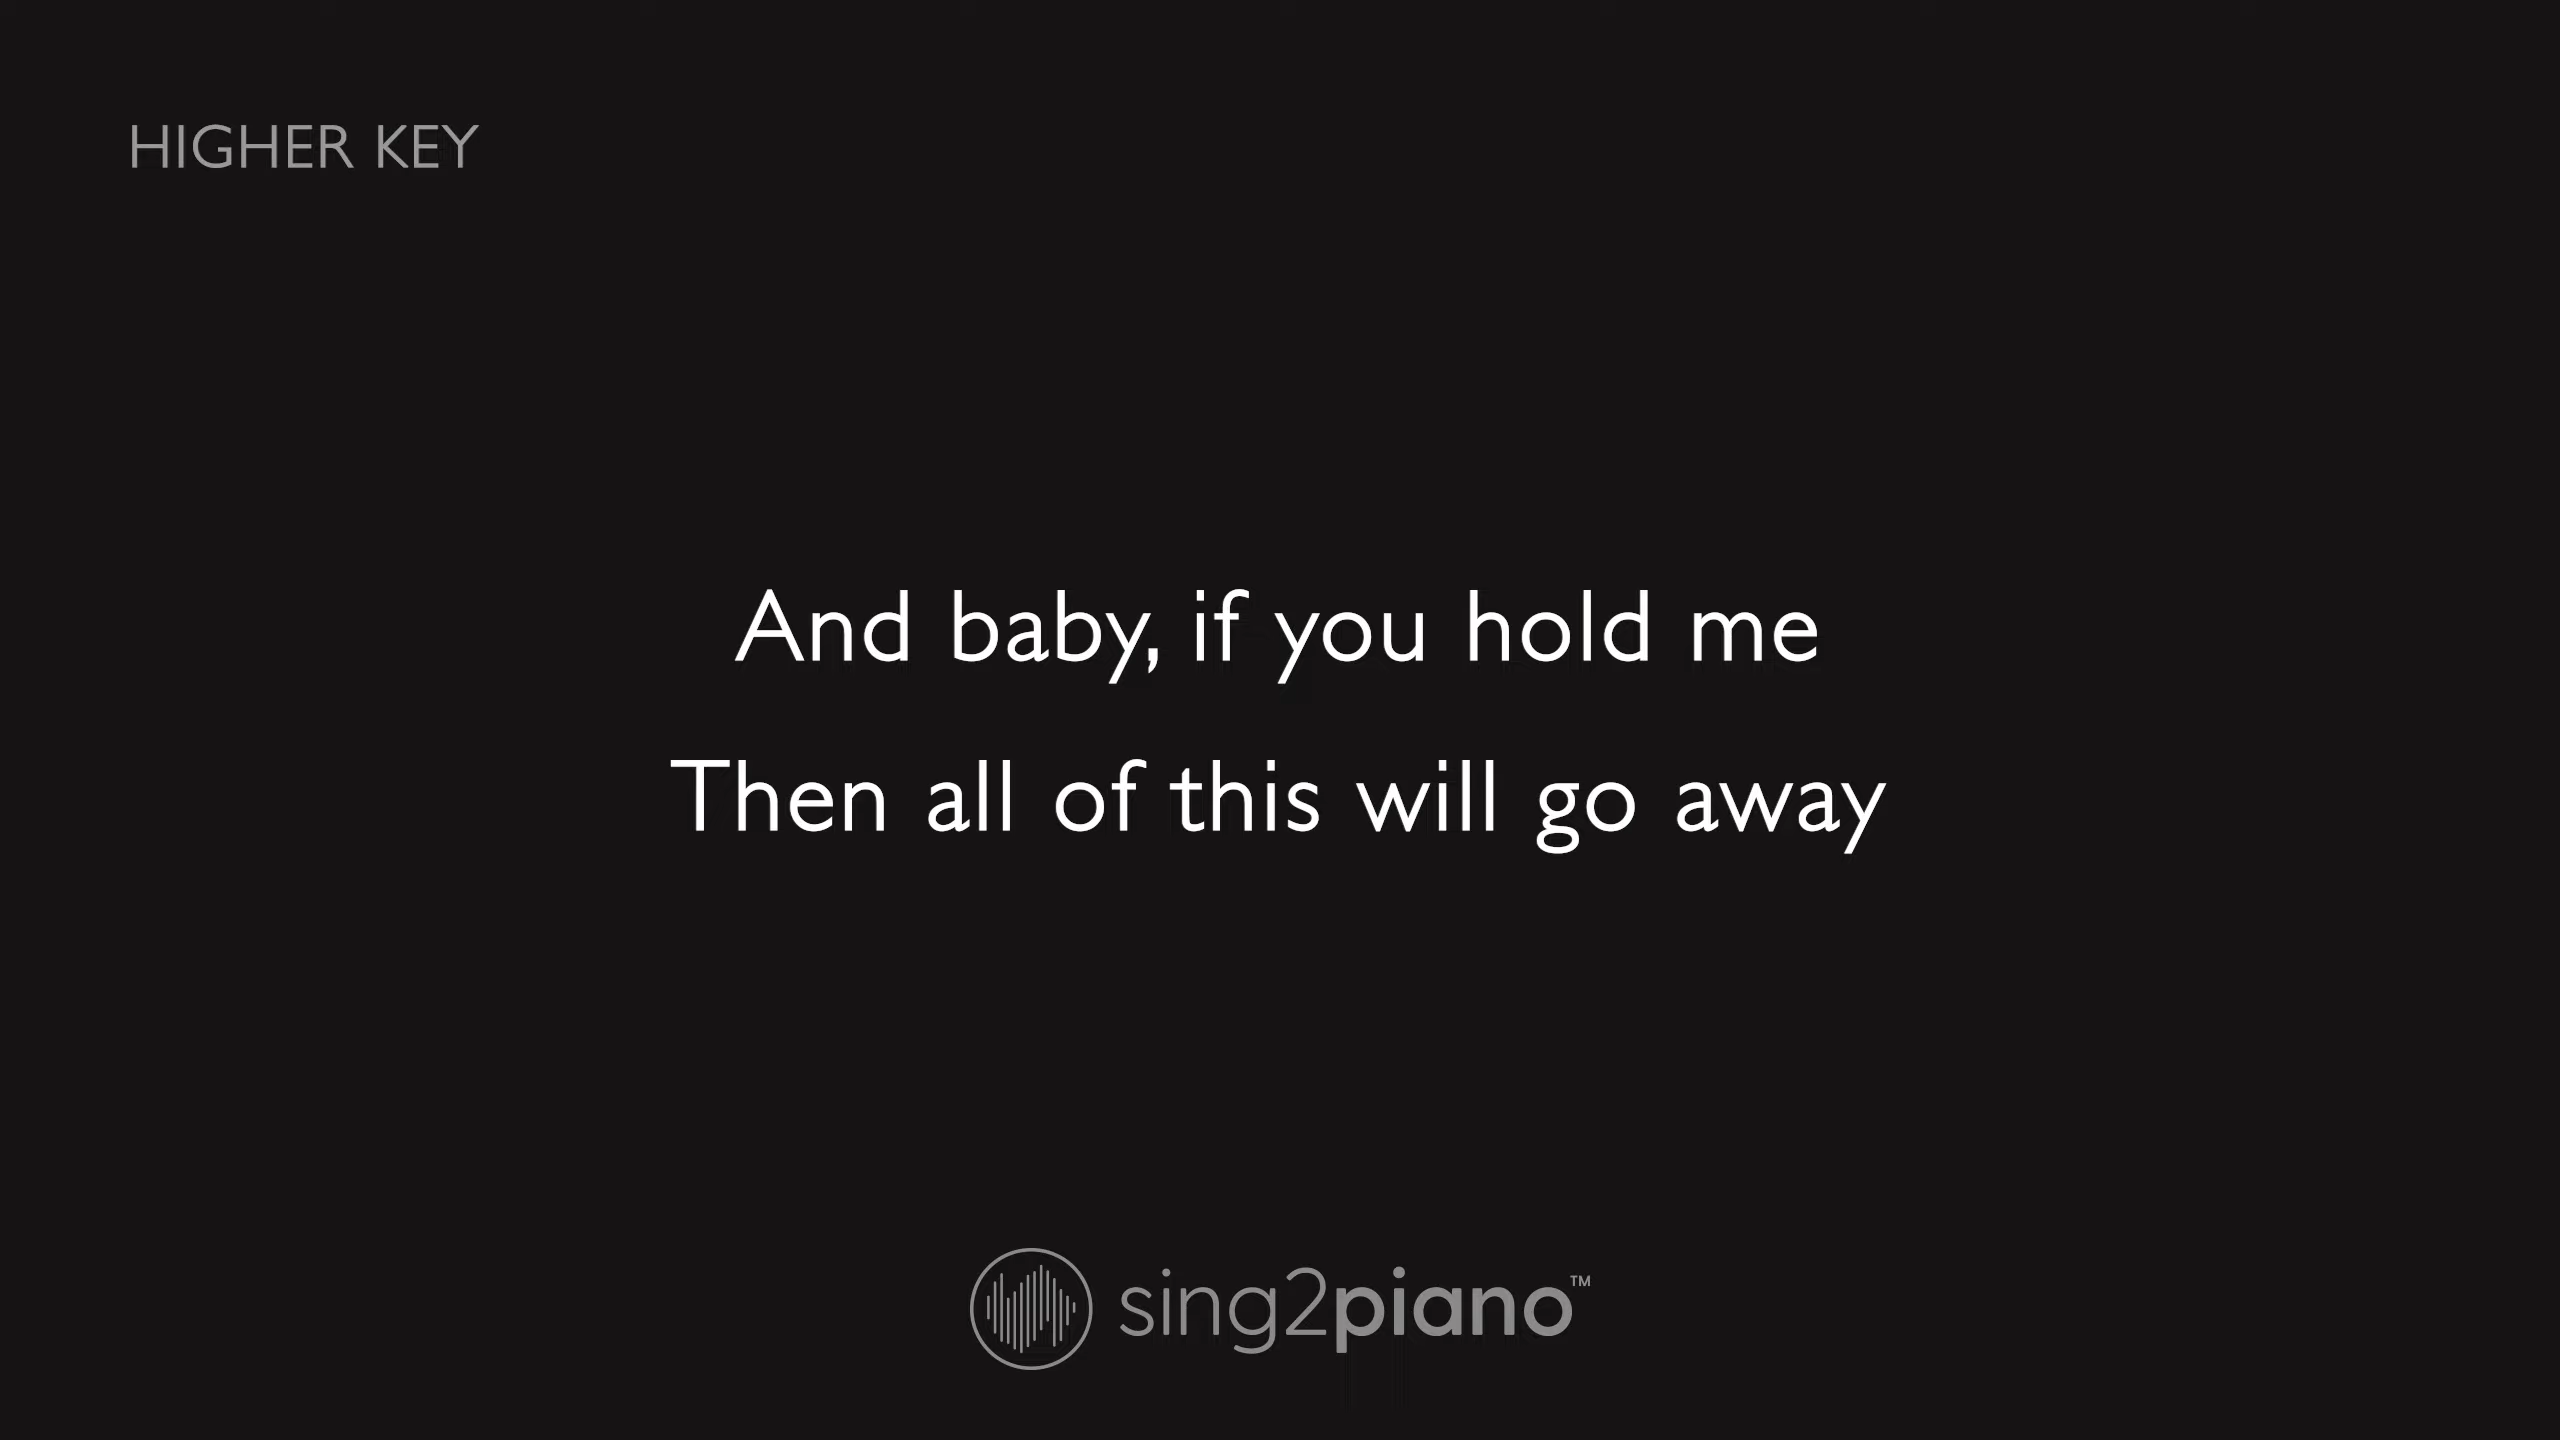 HIGHER KEY
And baby, if you hold me
Then all of this will go away
sing2piano™